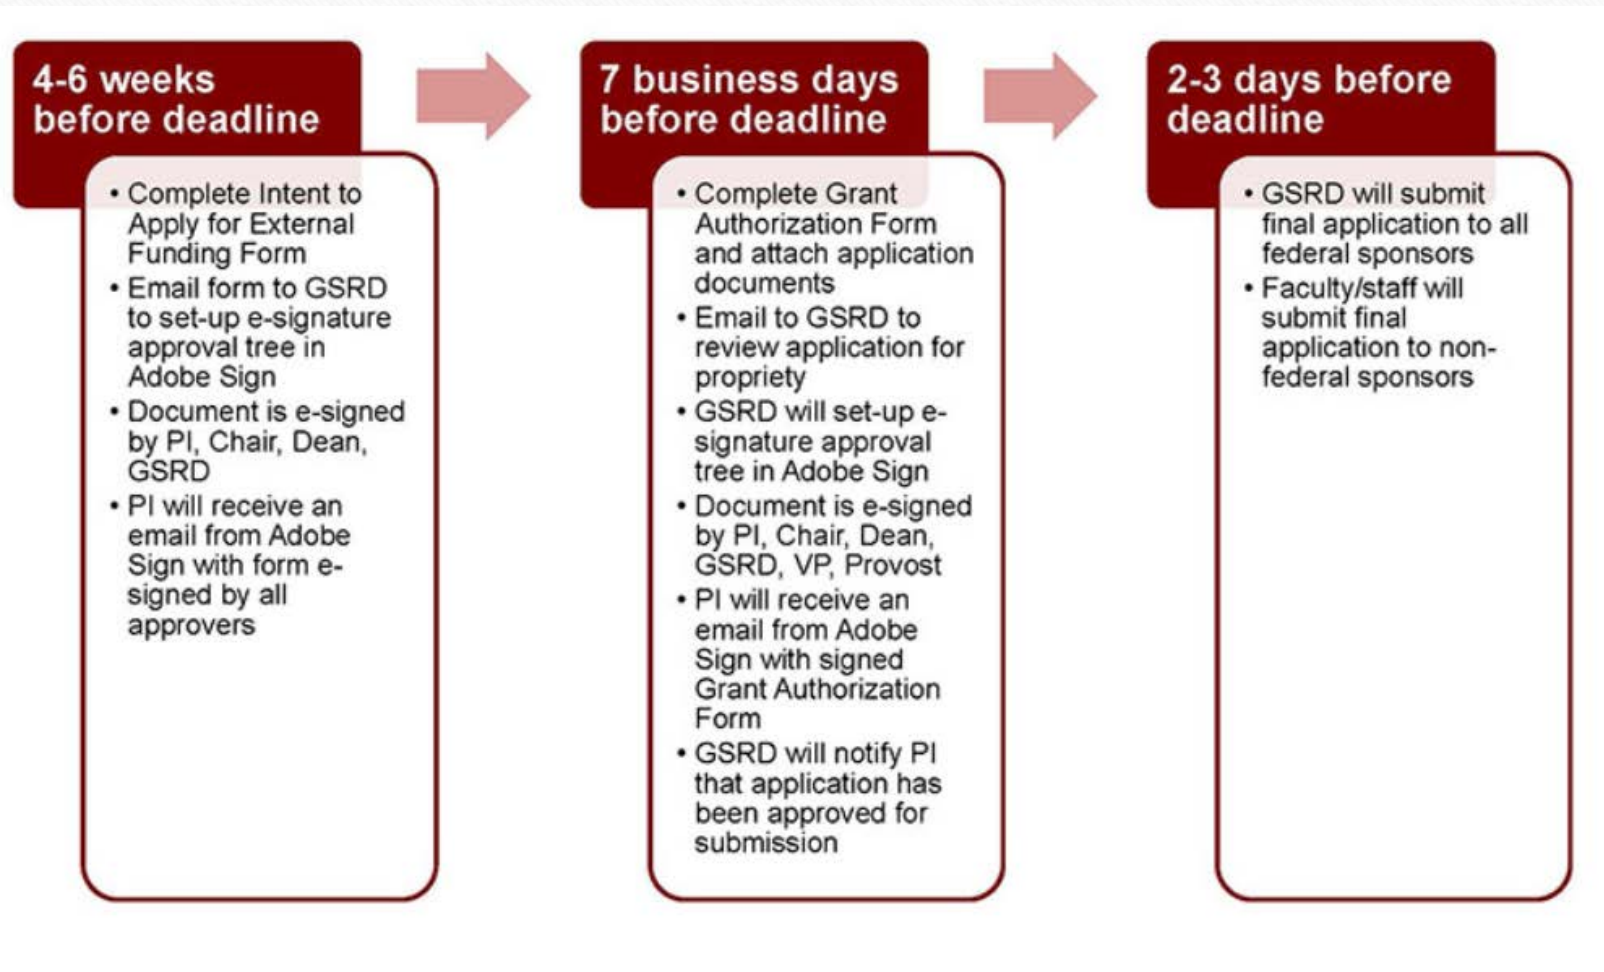 4-6 weeks
before deadline
• Complete Intent to
Apply for External
Funding Form
• Email form to GSRD
to set-up e-signature
approval tree in
Adobe Sign
• Document is e-signed
by PI, Chair, Dean,
GSRD
• PI will receive an
email from Adobe
Sign with form e-
signed by all
approvers
7 business days
before deadline
• Complete Grant
Authorization Form
and attach application
documents
• Email to GSRD to
review application for
propriety
• GSRD will set-up e-
signature approval
tree in Adobe Sign
• Document is e-signed
by PI, Chair, Dean,
GSRD, VP, Provost
• PI will receive an
email from Adobe
Sign with signed
Grant Authorization
Form
• GSRD will notify PI
that application has
been approved for
submission
2-3 days before
deadline
• GSRD will submit
final application to all
federal sponsors
• Faculty/staff will
submit final
application to non-
federal sponsors